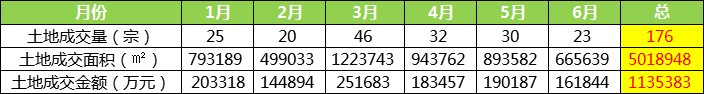 月份 1月 2月 3月 4月 5月 6月 总
土地成交量（宗） 25 20 46 32 30 23 176
土地成交面积（㎡） 793189 499033 1223743 943762 893582 665639 5018948
土地成交金额（万元） 203318 144894 251683 183457 190187 161844 1135383